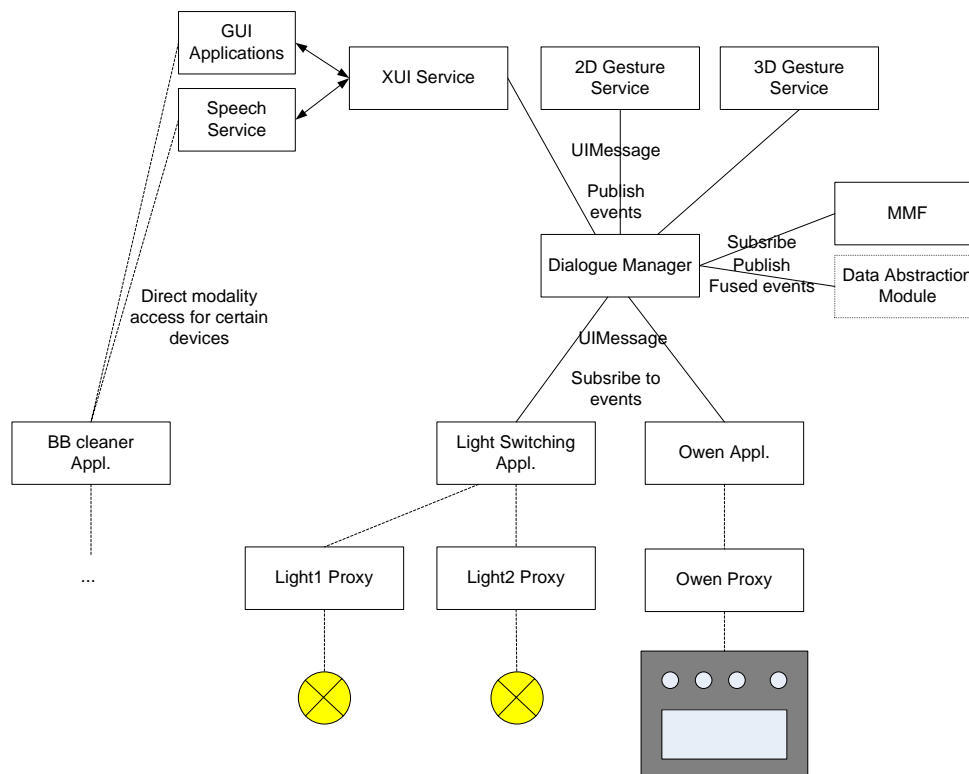 GUI
Applications
XUI Service
2D Gesture
Service
3D Gesture
Service
Speech
Service
UIMessage
Publish
events
MMF
Subsribe
Publish
Fused events
Dialogue Manager
Data Abstraction
Module
Direct modality
access for certain
devices
UIMessage
Subsribe to
events
BB cleaner
Appl.
Light Switching
Appl.
Owen Appl.
...
Light1 Proxy
Light2 Proxy
Owen Proxy